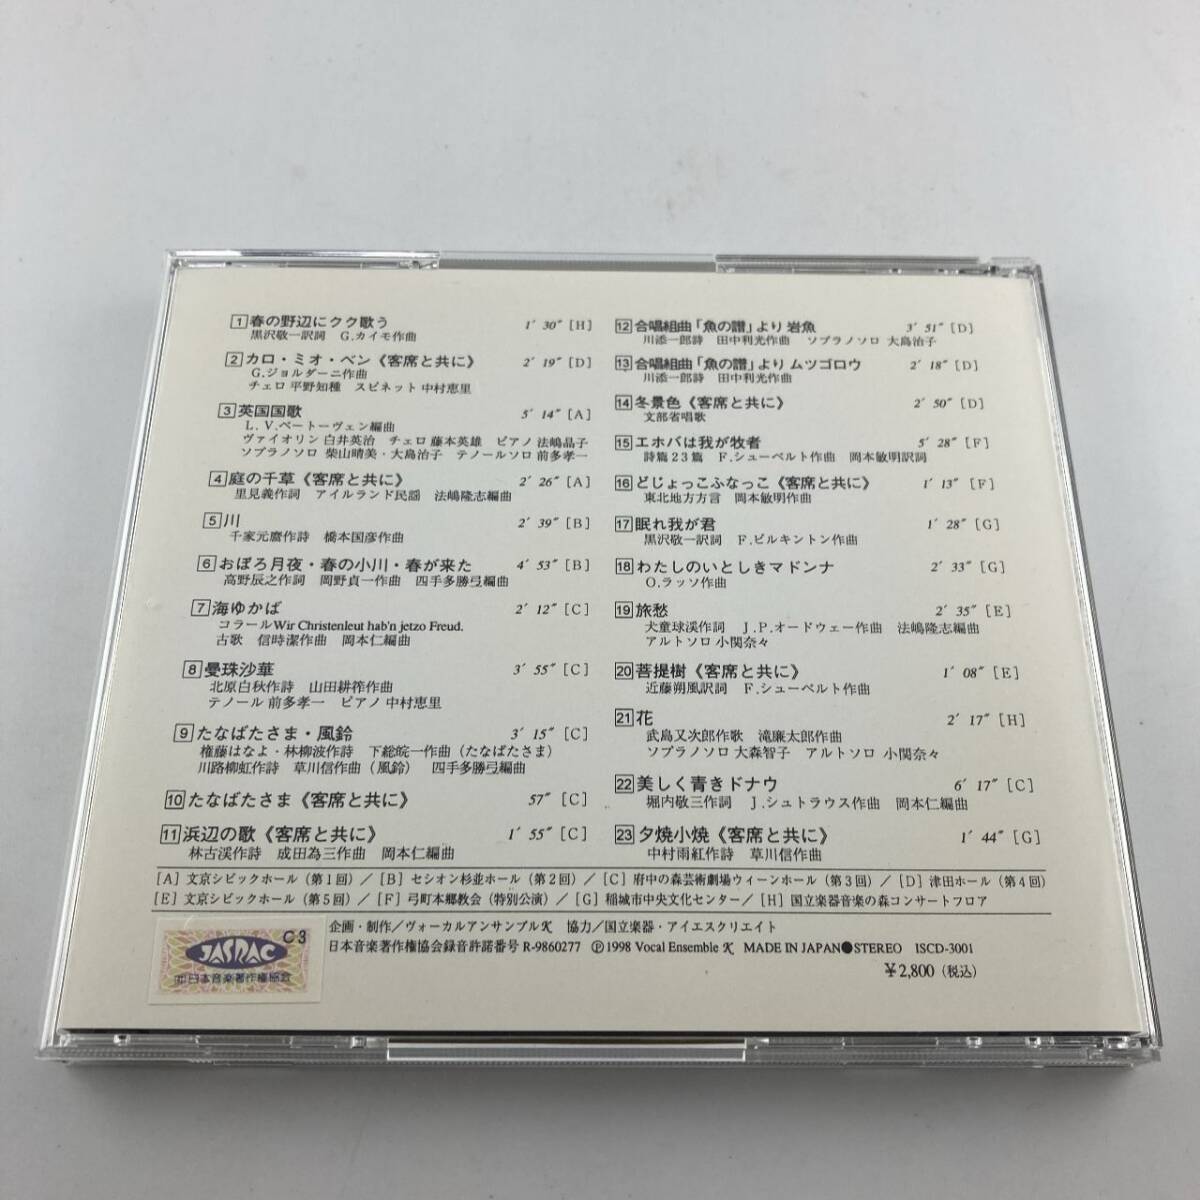 1 春の野辺にクク歌う 1′ 30″ [H]
黒沢敬一訳詞 G.カイモ作曲
2 カロ・ミオ・ベン《客席と共に》 2′ 19″ [D]
G.ジョルダーニ作曲
チェロ 平野知種 スピネット 中村恵里
3 英国国歌 5′ 14″ [A]
L. V.ベートーヴェン編曲
ヴァイオリン 白井英治 チェロ 藤本英雄 ピアノ 法嶋晶子
ソプラノソロ 柴山晴美・大島治子 テノールソロ 前多孝一
4 庭の千草《客席と共に》 2′ 26″ [A]
里見義作詞 アイルランド民謡 法嶋隆志編曲
5 川 2′ 39″ [B]
千家元麿作詩 橋本国彦作曲
6 おぼろ月夜・春の小川・春が来た 4′ 53″ [B]
高野辰之作詞 岡野貞一作曲 四手多勝弓編曲
7 海ゆかば 2′ 12″ [C]
コラールWir Christenleut hab'n jetzo Freud.
古歌 信時潔作曲 岡本仁編曲
8 曼珠沙華 3′ 55″ [C]
北原白秋作詩 山田耕筰作曲
テノール 前多孝一 ピアノ 中村恵里
9 たなばたさま・風鈴 3′ 15″ [C]
権藤はなよ・林柳波作詩 下総皖一作曲(たなばたさま)
川路柳虹作詩 草川信作曲(風鈴) 四手多勝弓編曲
10 たなばたさま《客席と共に》 57″ [C]
11 浜辺の歌《客席と共に》 1′ 55″ [C]
林古渓作詩 成田為三作曲 岡本仁編曲
12 合唱組曲「魚の譜」より 岩魚 3′ 51″ [D]
川添一郎詩 田中利光作曲 ソプラノソロ 大島治子
13 合唱組曲「魚の譜」より ムツゴロウ 2′ 18″ [D]
川添一郎詩 田中利光作曲
14 冬景色《客席と共に》 2′ 50″ [D]
文部省唱歌
15 エホバは我が牧者 5′ 28″ [F]
詩篇23篇 F.シューベルト作曲 岡本敏明訳詞
16 どじょっこふなっこ《客席と共に》 1′ 13″ [F]
東北地方方言 岡本敏明作曲
17 眠れ我が君 1′ 28″ [G]
黒沢敬一訳詞 F.ピルキントン作曲
18 わたしのいとしきマドンナ 2′ 33″ [G]
O.ラッソ作曲
19 旅愁 2′ 35″ [E]
犬童球渓作詞 J.P.オードウェー作曲 法嶋隆志編曲
アルトソロ 小関奈々
20 菩提樹《客席と共に》 1′ 08″ [E]
近藤朔風訳詞 F.シューベルト作曲
21 花 2′ 17″ [H]
武島又次郎作歌 滝廉太郎作曲
ソプラノソロ 大森智子 アルトソロ 小関奈々
22 美しく青きドナウ 6′ 17″ [C]
堀内敬三作詞 J.シュトラウス作曲 岡本仁編曲
23 夕焼小焼《客席と共に》 1′ 44″ [G]
中村雨紅作詩 草川信作曲
[A] 文京シビックホール(第1回)/[B] セシオン杉並ホール(第2回)/[C] 府中の森芸術劇場ウィーンホール(第3回)/[D] 津田ホール(第4回)
[E] 文京シビックホール(第5回)/[F] 弓町本郷教会(特別公演)/[G] 稲城市中央文化センター/[H] 国立楽器音楽の森コンサートフロア
企画・制作/ヴォーカルアンサンブルK 協力/国立楽器・アイエスクリエイト
日本音楽著作権協会録音許諾番号 R-9860277 ℗1998 Vocal Ensemble K MADE IN JAPAN●STEREO ISCD-3001
¥2,800(税込)
C3
JASRAC
㈳日本音楽著作権協会